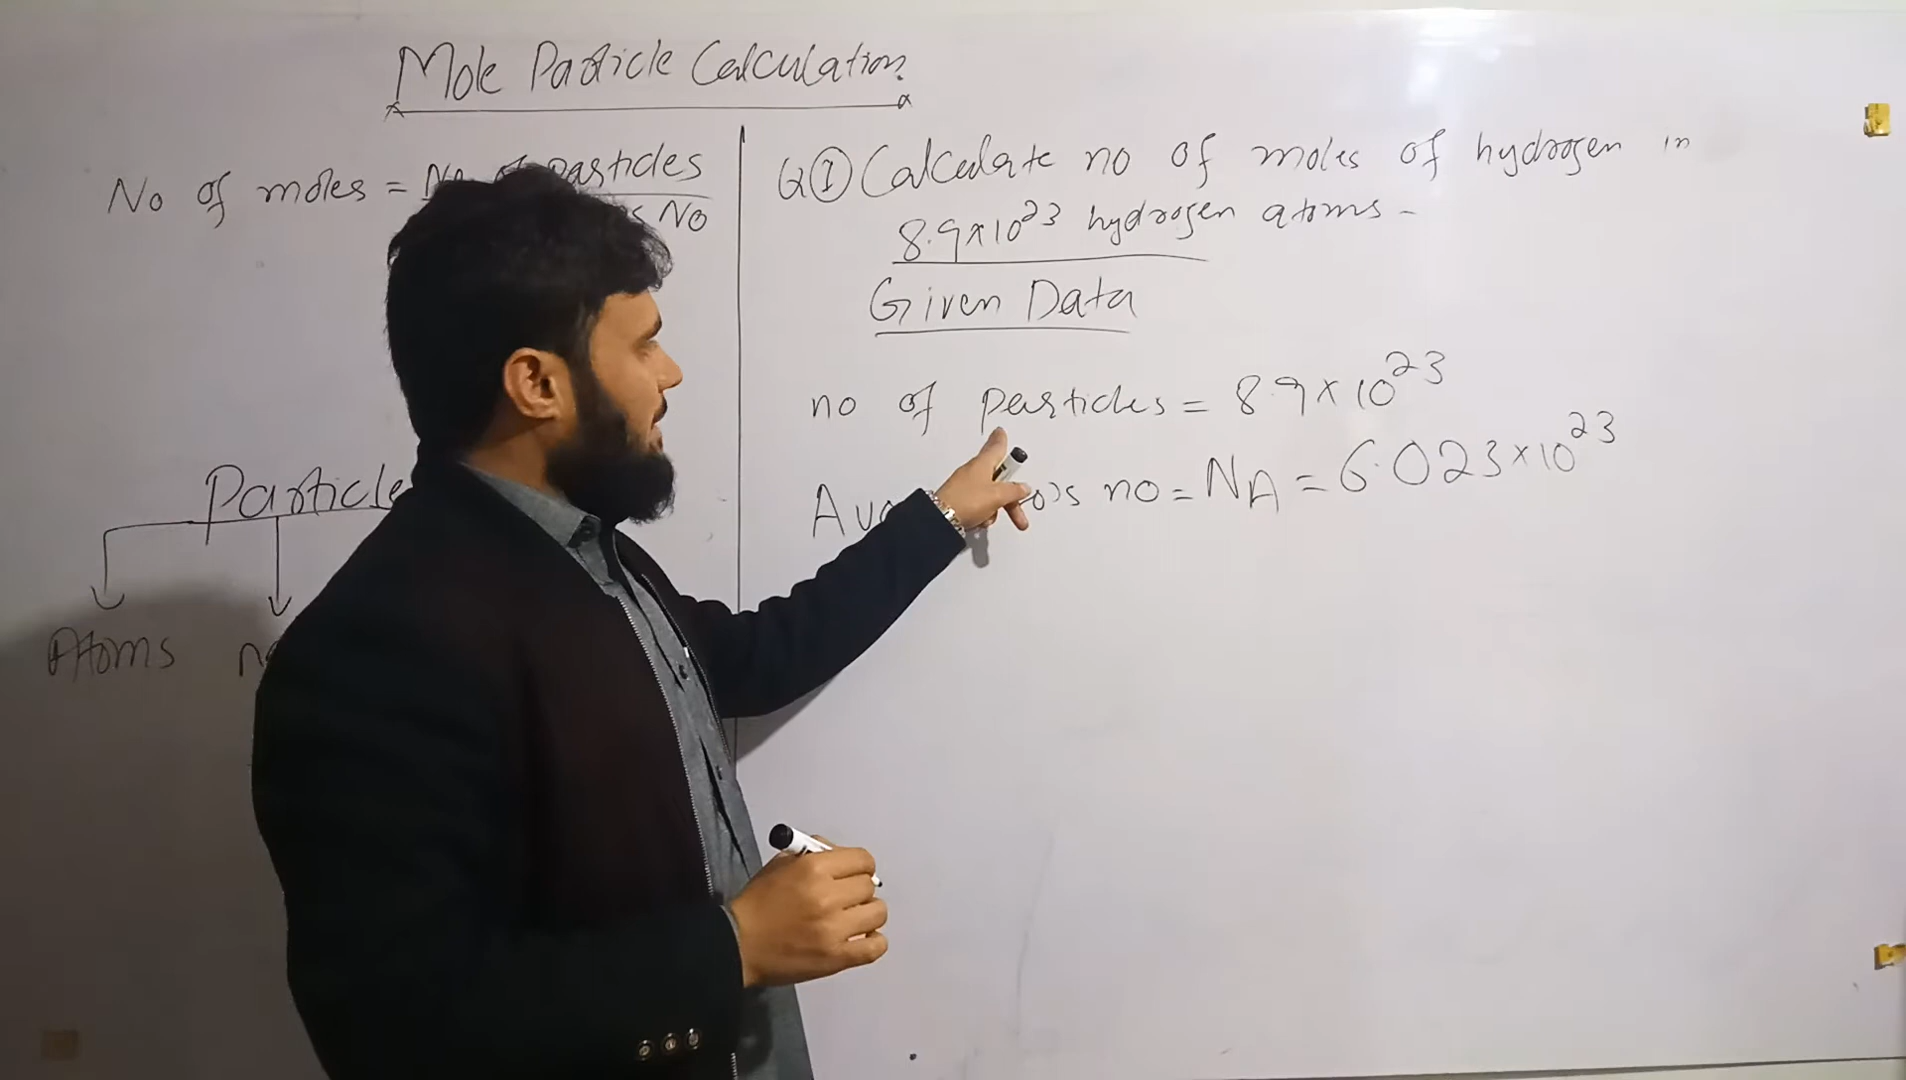 Mole Particle Calculation
No of moles = No of Particles
No
Particle
Atoms
Q① Calculate no of moles of hydrogen in
8.9×10²³ hydrogen atoms -
Given Data
no of particles = 8.9×10²³
no = NA = 6.023×10²³